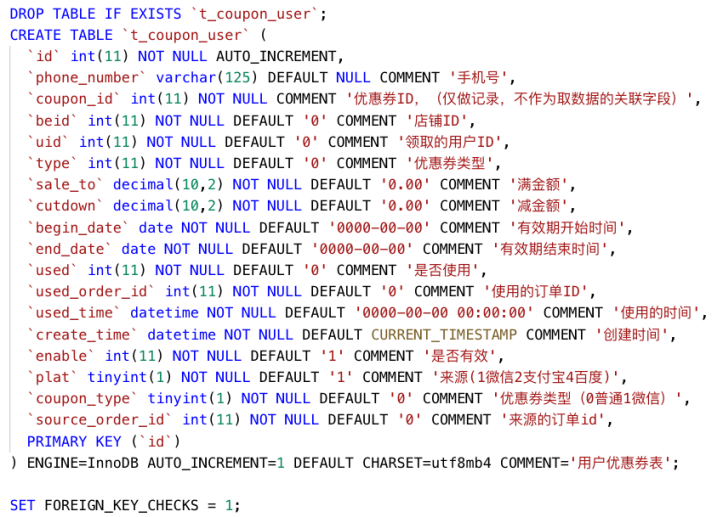 DROP TABLE IF EXISTS `t_coupon_user`;
CREATE TABLE `t_coupon_user` (
`id` int(11) NOT NULL AUTO_INCREMENT,
`phone_number` varchar(125) DEFAULT NULL COMMENT '手机号',
`coupon_id` int(11) NOT NULL COMMENT '优惠券ID, （仅做记录，不作为取数据的关联字段）',
`beid` int(11) NOT NULL DEFAULT '0' COMMENT '店铺ID',
`uid` int(11) NOT NULL DEFAULT '0' COMMENT '领取的用户ID',
`type` int(11) NOT NULL DEFAULT '0' COMMENT '优惠券类型',
`sale_to` decimal(10,2) NOT NULL DEFAULT '0.00' COMMENT '满金额',
`cutdown` decimal(10,2) NOT NULL DEFAULT '0.00' COMMENT '减金额',
`begin_date` date NOT NULL DEFAULT '0000-00-00' COMMENT '有效期开始时间',
`end_date` date NOT NULL DEFAULT '0000-00-00' COMMENT '有效期结束时间',
`used` int(11) NOT NULL DEFAULT '0' COMMENT '是否使用',
`used_order_id` int(11) NOT NULL DEFAULT '0' COMMENT '使用的订单ID',
`used_time` datetime NOT NULL DEFAULT '0000-00-00 00:00:00' COMMENT '使用的时间',
`create_time` datetime NOT NULL DEFAULT CURRENT_TIMESTAMP COMMENT '创建时间',
`enable` int(11) NOT NULL DEFAULT '1' COMMENT '是否有效',
`plat` tinyint(1) NOT NULL DEFAULT '1' COMMENT '来源(1微信2支付宝4百度)',
`coupon_type` tinyint(1) NOT NULL DEFAULT '0' COMMENT '优惠券类型（0普通1微信）',
`source_order_id` int(11) NOT NULL DEFAULT '0' COMMENT '来源的订单id',
PRIMARY KEY (`id`)
) ENGINE=InnoDB AUTO_INCREMENT=1 DEFAULT CHARSET=utf8mb4 COMMENT='用户优惠券表';
SET FOREIGN_KEY_CHECKS = 1;